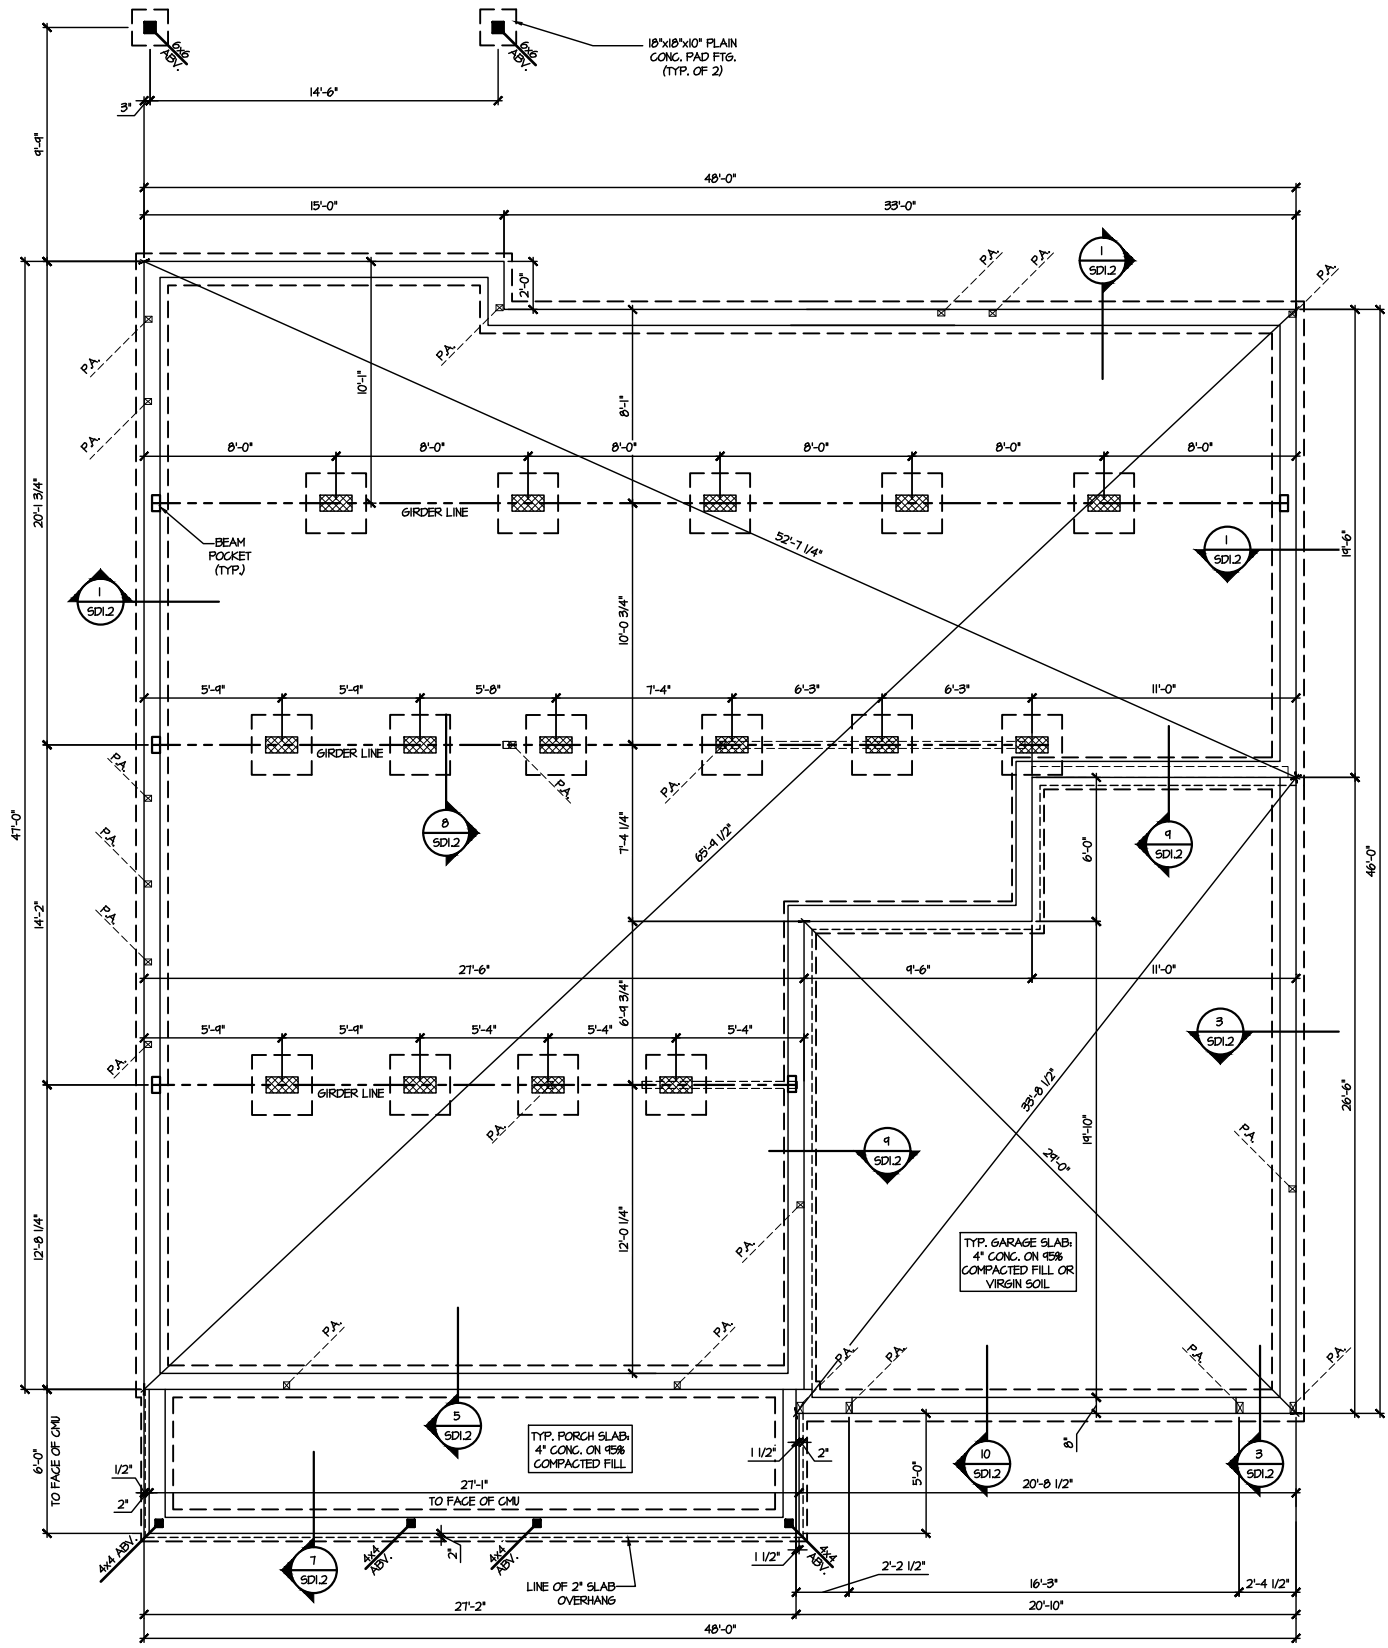 6x6
ABV.
6x6
ABV.
18"x18"x10" PLAIN
CONC. PAD FTG.
(TYP. OF 2)
14'-6"
3"
9'-9"
48'-0"
15'-0"
33'-0"
1
SD1.2
P.A.
P.A.
P.A.
2'-0"
P.A.
P.A.
10'-1"
8'-1"
P.A.
8'-0"
8'-0"
8'-0"
8'-0"
8'-0"
8'-0"
20'-1 3/4"
GIRDER LINE
BEAM
POCKET
(TYP.)
52'-7 1/4"
1
SD1.2
19'-6"
1
SD1.2
10'-0 3/4"
5'-9"
5'-9"
5'-8"
7'-4"
6'-3"
6'-3"
11'-0"
GIRDER LINE
P.A.
P.A.
P.A.
47'-0"
8
SD1.2
7'-4 1/4"
65'-9 1/2"
9
SD1.2
6'-0"
46'-0"
P.A.
14'-2"
P.A.
27'-6"
9'-6"
11'-0"
6'-9 3/4"
5'-9"
5'-9"
5'-4"
5'-4"
5'-4"
3
SD1.2
P.A.
GIRDER LINE
P.A.
33'-8 1/2"
26'-6"
19'-10"
P.A.
9
SD1.2
29'-0"
12'-8 1/4"
12'-0 1/4"
P.A.
TYP. GARAGE SLAB:
4" CONC. ON 95%
COMPACTED FILL OR
VIRGIN SOIL
P.A.
P.A.
P.A.
P.A.
P.A.
P.A.
5
SD1.2
TYP. PORCH SLAB:
4" CONC. ON 95%
COMPACTED FILL
6'-0"
TO FACE OF CMU
1/2"
2"
27'-1"
TO FACE OF CMU
1 1/2"
2"
5'-0"
10
SD1.2
8"
3
SD1.2
20'-8 1/2"
4x4 ABV.
7
SD1.2
4x4
ABV.
2"
4x4
ABV.
LINE OF 2" SLAB
OVERHANG
1 1/2"
4x4
ABV.
2'-2 1/2"
16'-3"
2'-4 1/2"
27'-2"
20'-10"
48'-0"